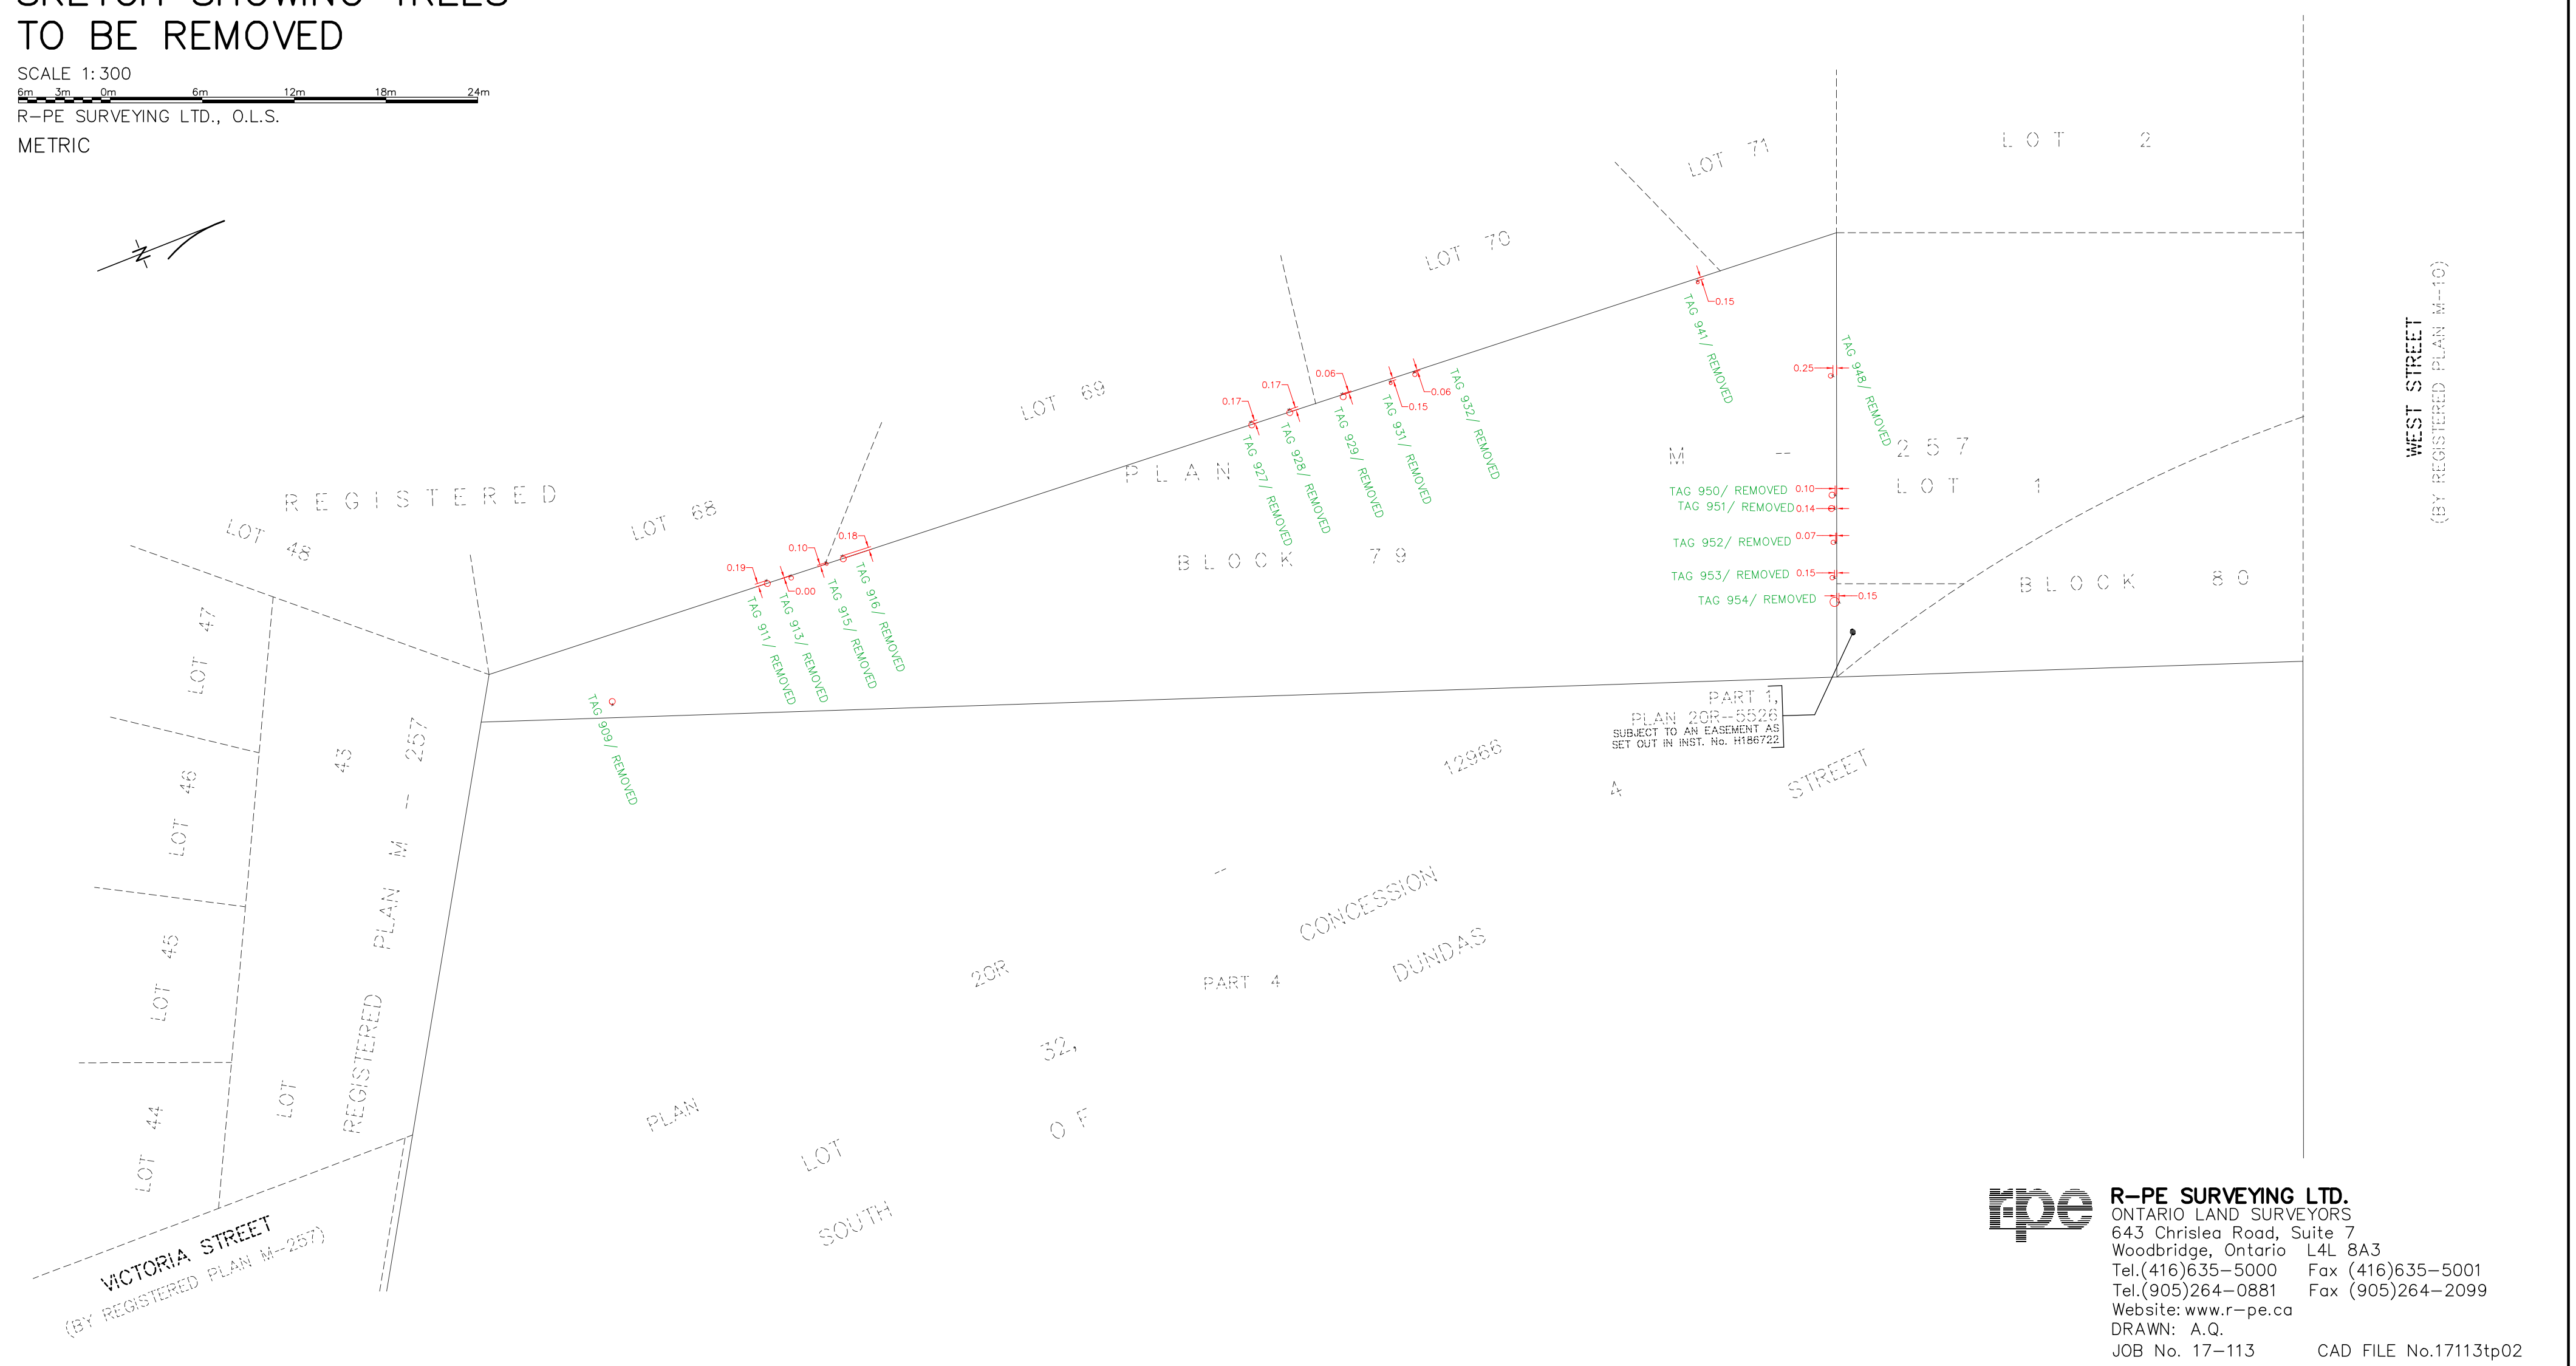 SKETCH SHOWING TREES
TO BE REMOVED
SCALE 1:300
6m 3m 0m 6m 12m 18m 24m
R-PE SURVEYING LTD., O.L.S.
METRIC
N
LOT 71
LOT 2
LOT 70
LOT 69
LOT 68
REGISTERED
PLAN
M -- 257
LOT 1
BLOCK 79
BLOCK 80
WEST STREET
(BY REGISTERED PLAN M-10)
0.15
TAG 941/ REMOVED
0.25
TAG 948/ REMOVED
0.17
TAG 927/ REMOVED
0.17
TAG 928/ REMOVED
0.06
TAG 929/ REMOVED
0.15
TAG 931/ REMOVED
0.06
TAG 932/ REMOVED
TAG 950/ REMOVED 0.10
TAG 951/ REMOVED 0.14
TAG 952/ REMOVED 0.07
TAG 953/ REMOVED 0.15
TAG 954/ REMOVED 0.15
0.19
TAG 911/ REMOVED
0.00
TAG 913/ REMOVED
0.10
TAG 915/ REMOVED
0.18
TAG 916/ REMOVED
TAG 909/ REMOVED
LOT 48
LOT 47
LOT 46
LOT 45
LOT 44
LOT 43
REGISTERED PLAN M -- 257
PART 1,
PLAN 20R-5526
SUBJECT TO AN EASEMENT AS
SET OUT IN INST. No. H186722
PLAN 20R -- 12966
LOT 32, CONCESSION 4
SOUTH OF DUNDAS STREET
PART 4
VICTORIA STREET
(BY REGISTERED PLAN M-257)
r-pe
R-PE SURVEYING LTD.
ONTARIO LAND SURVEYORS
643 Chrislea Road, Suite 7
Woodbridge, Ontario L4L 8A3
Tel.(416)635-5000 Fax (416)635-5001
Tel.(905)264-0881 Fax (905)264-2099
Website: www.r-pe.ca
DRAWN: A.Q.
JOB No. 17-113 CAD FILE No.17113tp02